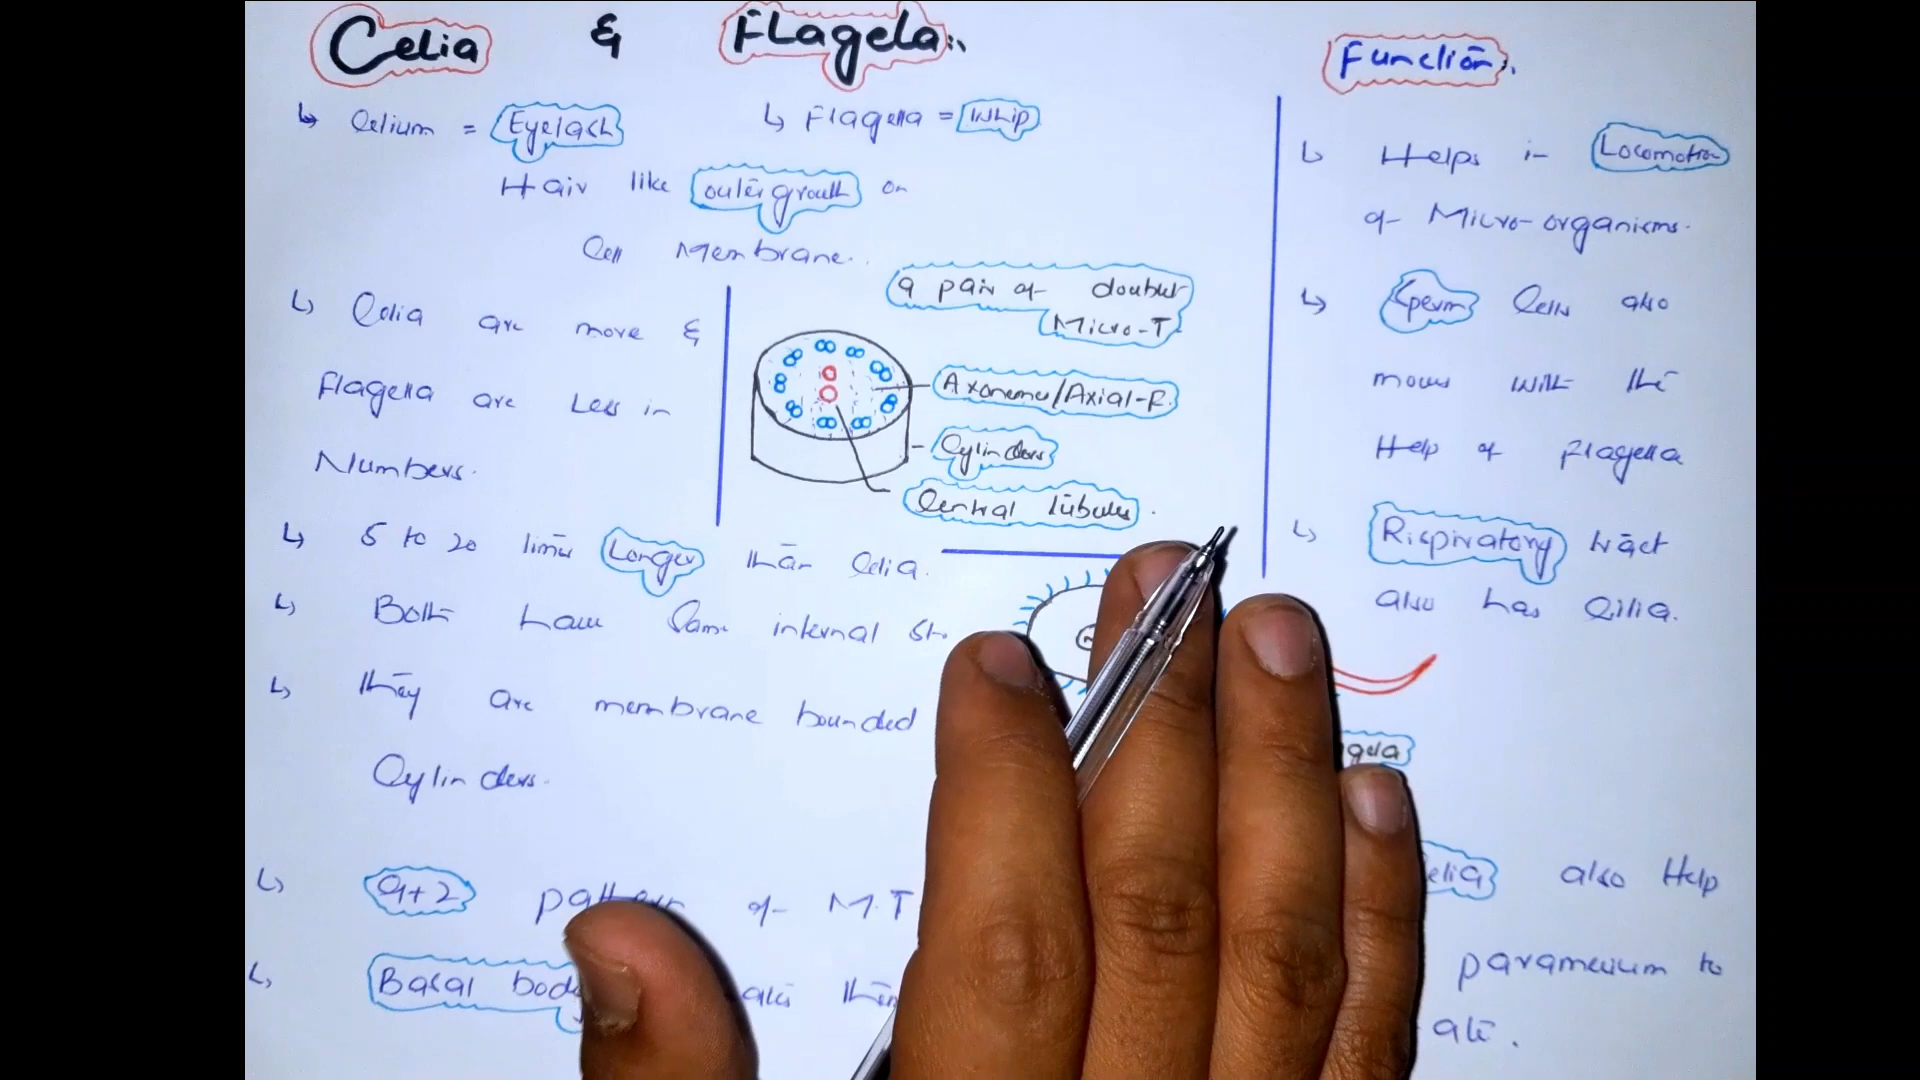 Celia & Flagela:.
Function:.
↳ Celium = Eyelash
↳ Flagella = Whip
Hair like outer growth on
Cell Membrane.
↳ Celia are more &
Flagella are Less in
Numbers.
9 pair of doublet
Micro-T
Axoneme/Axial-F.
Cylinders
Central tubules.
↳ 5 to 20 times Longer than Celia.
↳ Both have Same internal St.
↳ they are membrane bounded
Cylinders.
↳ 9+2 pattern of M.T
↳ Basal
↳ Helps in Locomotion
of Micro-organisms.
↳ Sperm Cells also
moves with the
Help of Flagella
↳ Rispiratory tract
also has Cilia.
also Help
paramecium to